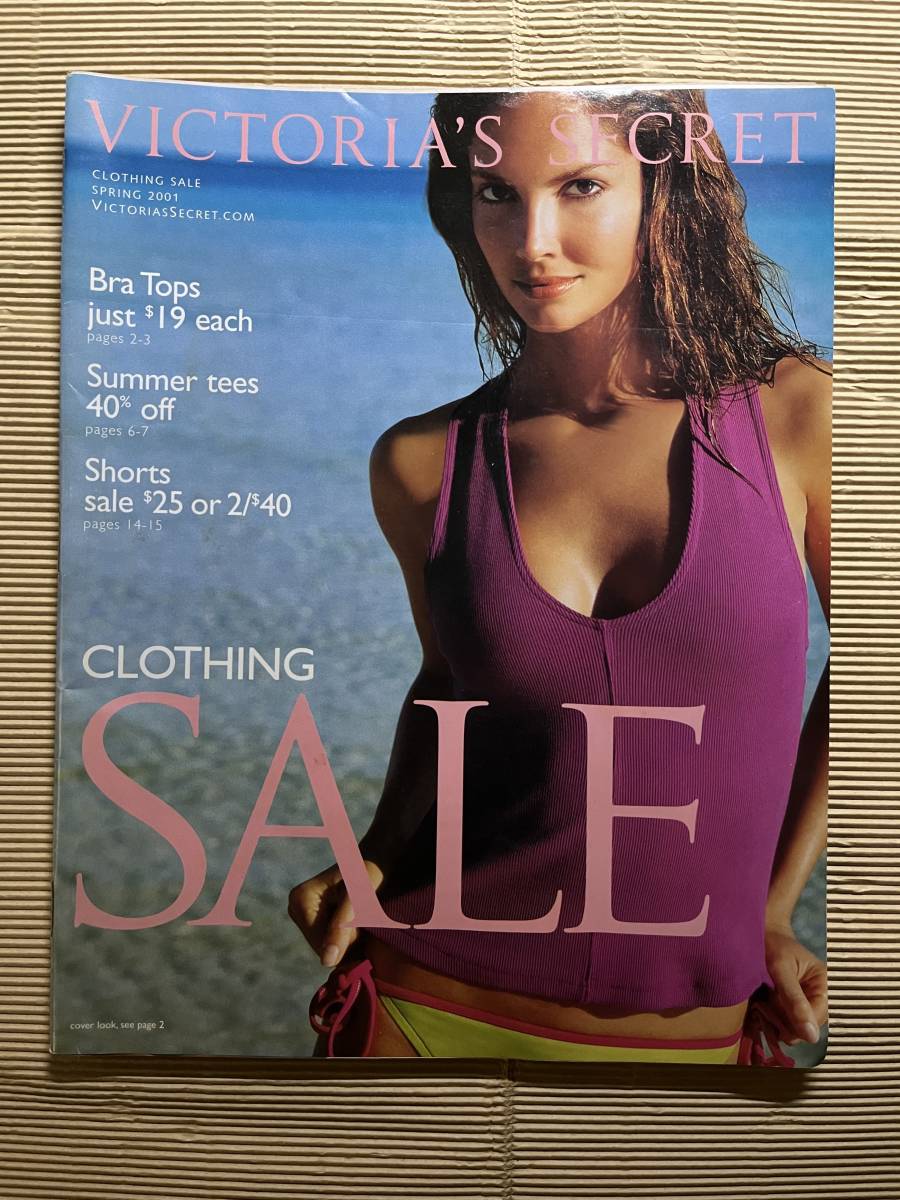 VICTORIA'S SECRET
CLOTHING SALE
SPRING 2001
VICTORIASSECRET.COM
Bra Tops
just $19 each
pages 2-3
Summer tees
40% off
pages 6-7
Shorts
sale $25 or 2/$40
pages 14-15
CLOTHING
SALE
cover look, see page 2